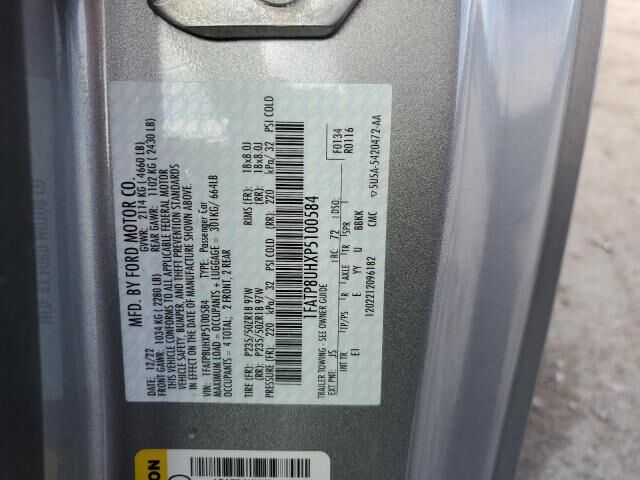 MFD. BY FORD MOTOR CO.
DATE: 12/22 GVWR: 2114 KG ( 4660 LB)
FRONT GAWR: 1034 KG ( 2280 LB) REAR GAWR: 1102 KG ( 2430 LB)
THIS VEHICLE CONFORMS TO ALL APPLICABLE FEDERAL MOTOR
VEHICLE SAFETY, BUMPER, AND THEFT PREVENTION STANDARDS
IN EFFECT ON THE DATE OF MANUFACTURE SHOWN ABOVE.
VIN: 1FATP8UHXP5100584 TYPE: Passenger Car
MAXIMUM LOAD = OCCUPANTS + LUGGAGE = 301KG/ 664LB
OCCUPANTS = 4 TOTAL; 2 FRONT; 2 REAR
TIRE (FR): P235/50ZR18 97W RIMS (FR): 18x8.0J
(RR): P235/50ZR18 97W (RR): 18x8.0J
PRESSURE (FR): 220 kPa/ 32 PSI COLD (RR): 220 kPa/ 32 PSI COLD
1FATP8UHXP5100584
F0134
R0116
TRAILER TOWING - SEE OWNER GUIDE
EXT PNT: J5 RC: 72 DSO:
INT TR TP/PS R AXLE TR SPR
EI E YY U BBKK
1202212096182 CMC ▽5U5A-5420472-AA